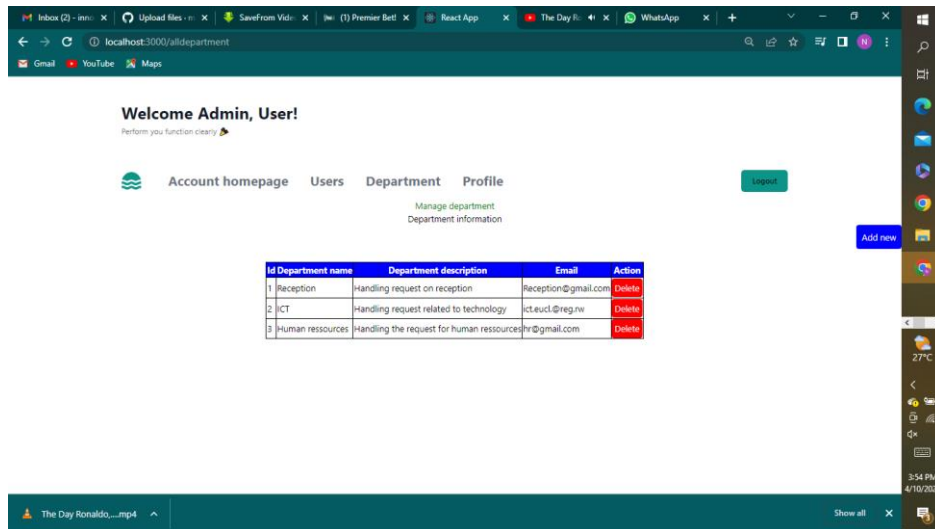 Inbox (2) - inno
Upload files - m
SaveFrom Vide
(1) Premier Betl
React App
The Day Ro
WhatsApp
localhost:3000/alldepartment
Gmail
YouTube
Maps
Welcome Admin, User!
Perform you function clearly
Account homepage Users Department Profile
Logout
Manage department
Department information
Add new
Id Department name Department description Email Action
1 Reception Handling request on reception Reception@gmail.com Delete
2 ICT Handling request related to technology ict.eucl.@reg.rw Delete
3 Human ressources Handling the request for human ressources hr@gmail.com Delete
27°C
3:54 PM
4/10/202
The Day Ronaldo,....mp4
Show all